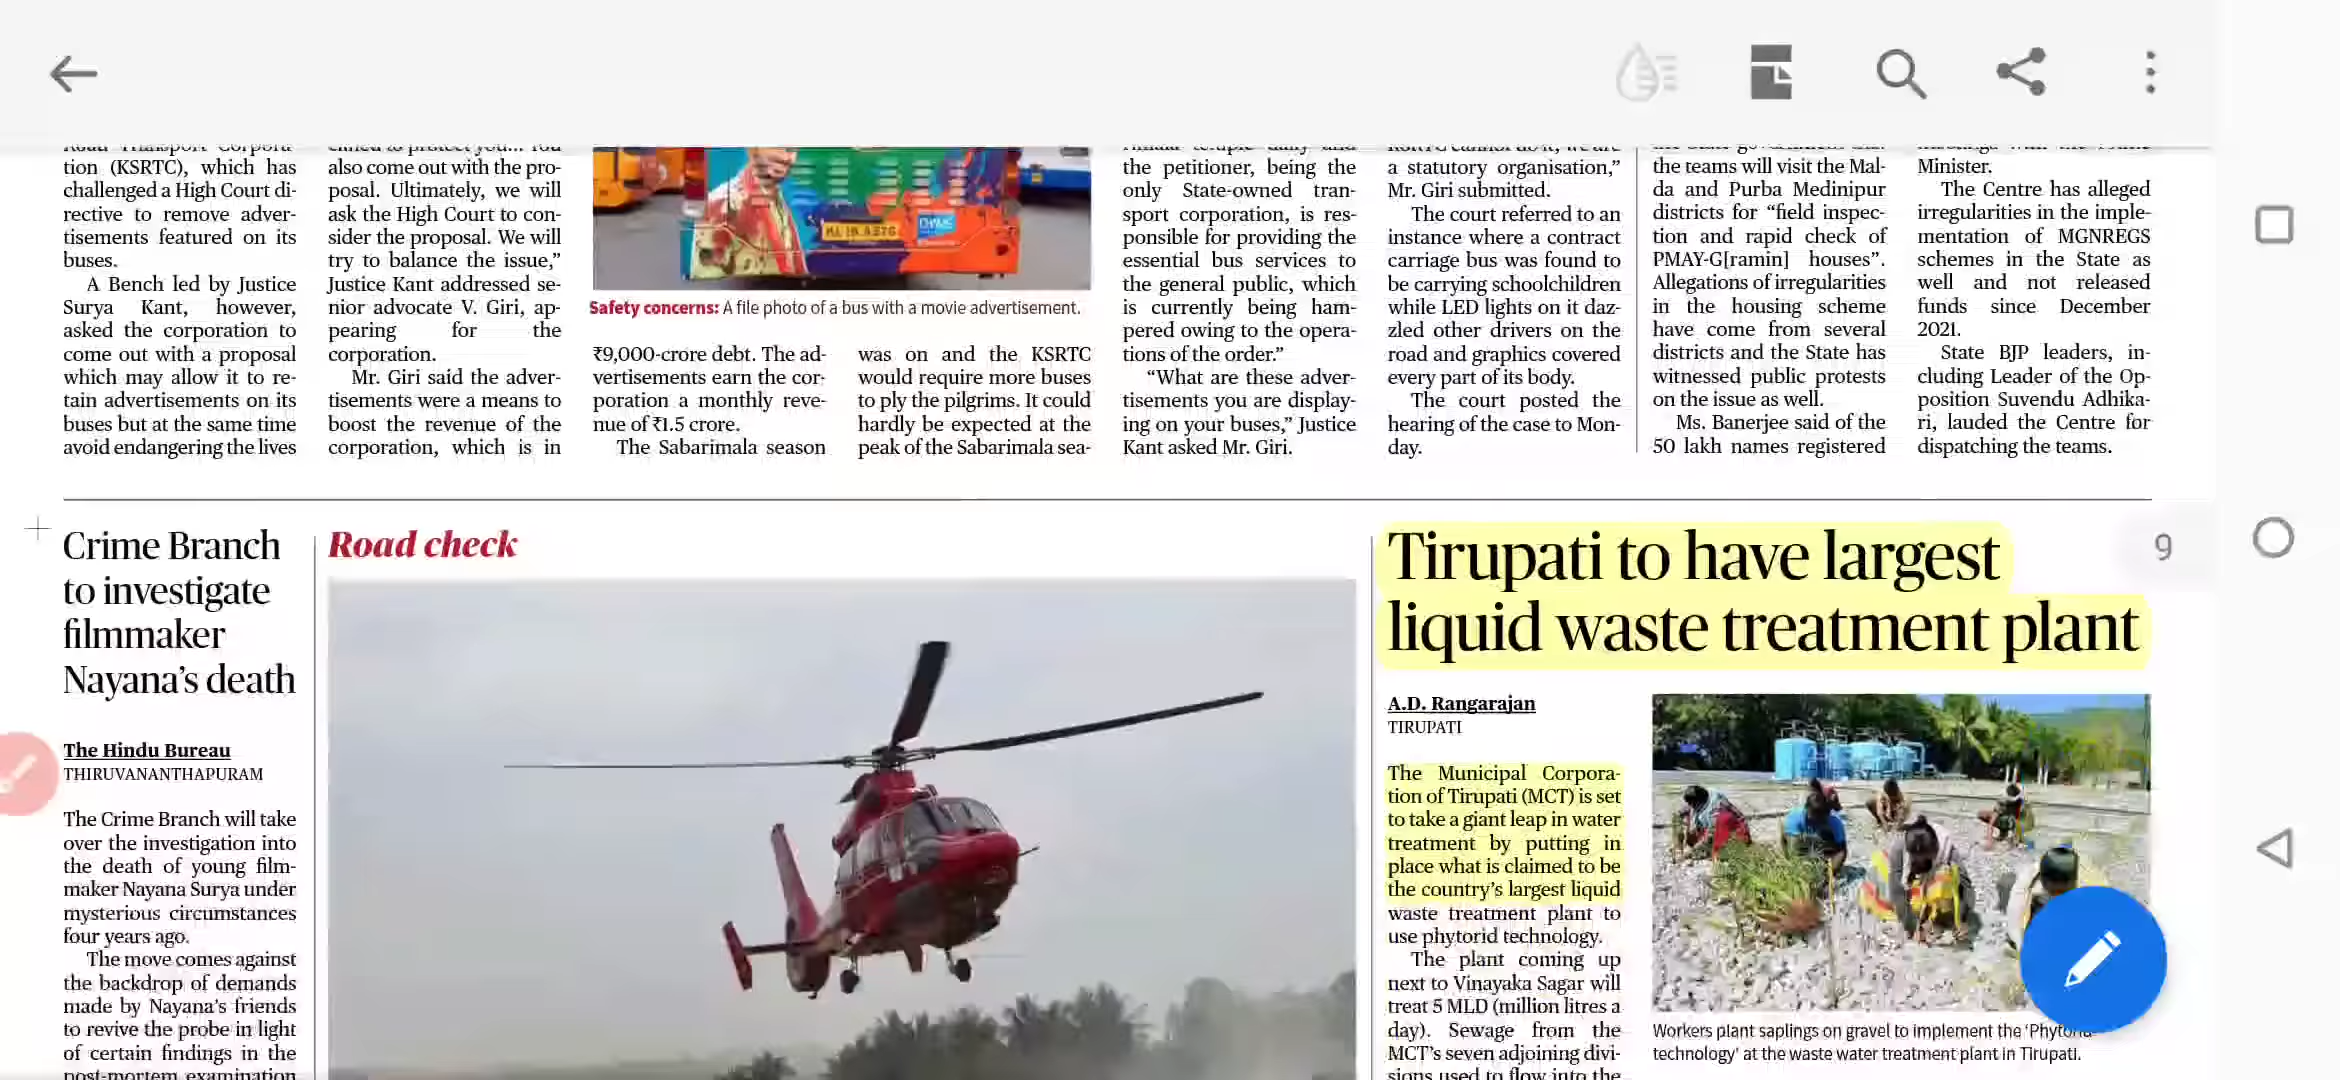 tion (KSRTC), which has
challenged a High Court di-
rective to remove adver-
tisements featured on its
buses.
A Bench led by Justice
Surya Kant, however,
asked the corporation to
come out with a proposal
which may allow it to re-
tain advertisements on its
buses but at the same time
avoid endangering the lives
also come out with the pro-
posal. Ultimately, we will
ask the High Court to con-
sider the proposal. We will
try to balance the issue,”
Justice Kant addressed se-
nior advocate V. Giri, ap-
pearing for the
corporation.
Mr. Giri said the adver-
tisements were a means to
boost the revenue of the
corporation, which is in
Safety concerns: A file photo of a bus with a movie advertisement.
₹9,000-crore debt. The ad-
vertisements earn the cor-
poration a monthly reve-
nue of ₹1.5 crore.
The Sabarimala season
was on and the KSRTC
would require more buses
to ply the pilgrims. It could
hardly be expected at the
peak of the Sabarimala sea-
the petitioner, being the
only State-owned tran-
sport corporation, is res-
ponsible for providing the
essential bus services to
the general public, which
is currently being ham-
pered owing to the opera-
tions of the order.”
“What are these adver-
tisements you are display-
ing on your buses,” Justice
Kant asked Mr. Giri.
a statutory organisation,”
Mr. Giri submitted.
The court referred to an
instance where a contract
carriage bus was found to
be carrying schoolchildren
while LED lights on it daz-
zled other drivers on the
road and graphics covered
every part of its body.
The court posted the
hearing of the case to Mon-
day.
the teams will visit the Mal-
da and Purba Medinipur
districts for “field inspec-
tion and rapid check of
PMAY-G[ramin] houses”.
Allegations of irregularities
in the housing scheme
have come from several
districts and the State has
witnessed public protests
on the issue as well.
Ms. Banerjee said of the
50 lakh names registered
Minister.
The Centre has alleged
irregularities in the imple-
mentation of MGNREGS
schemes in the State as
well and not released
funds since December
2021.
State BJP leaders, in-
cluding Leader of the Op-
position Suvendu Adhika-
ri, lauded the Centre for
dispatching the teams.
Crime Branch
to investigate
filmmaker
Nayana’s death
The Hindu Bureau
THIRUVANANTHAPURAM
The Crime Branch will take
over the investigation into
the death of young film-
maker Nayana Surya under
mysterious circumstances
four years ago.
The move comes against
the backdrop of demands
made by Nayana’s friends
to revive the probe in light
of certain findings in the
post-mortem examination
Road check
Tirupati to have largest
liquid waste treatment plant
A.D. Rangarajan
TIRUPATI
The Municipal Corpora-
tion of Tirupati (MCT) is set
to take a giant leap in water
treatment by putting in
place what is claimed to be
the country’s largest liquid
waste treatment plant to
use phytorid technology.
The plant coming up
next to Vinayaka Sagar will
treat 5 MLD (million litres a
day). Sewage from the
MCT’s seven adjoining divi-
sions used to flow into the
Workers plant saplings on gravel to implement the ‘Phytorid
technology’ at the waste water treatment plant in Tirupati.
9